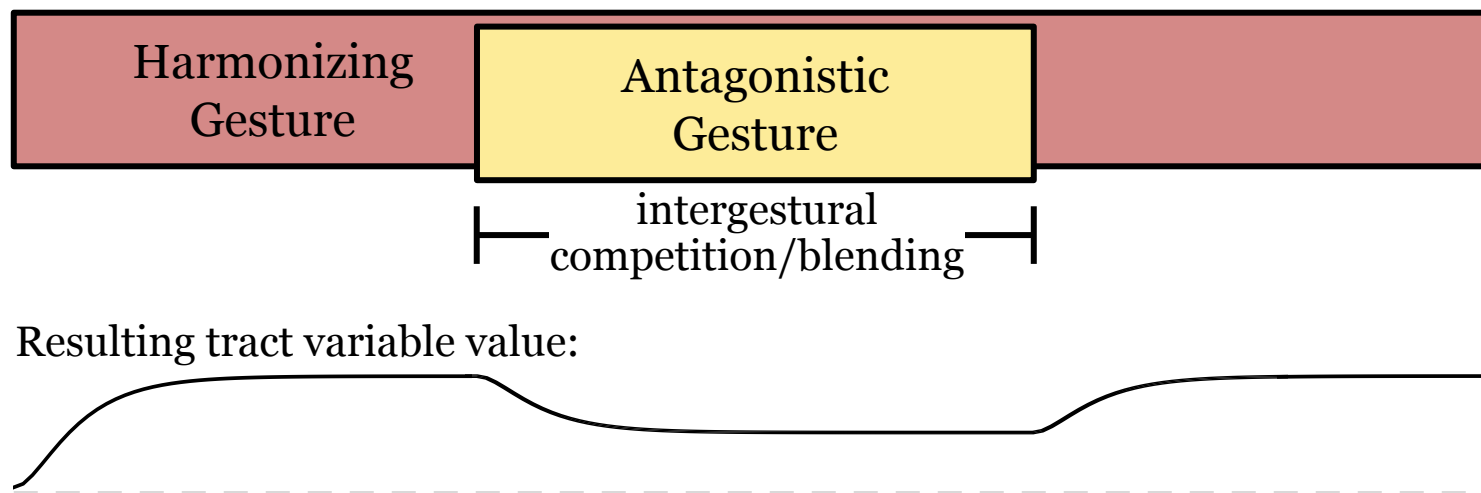 Harmonizing
Gesture
Antagonistic
Gesture
intergestural
competition/blending
Resulting tract variable value: